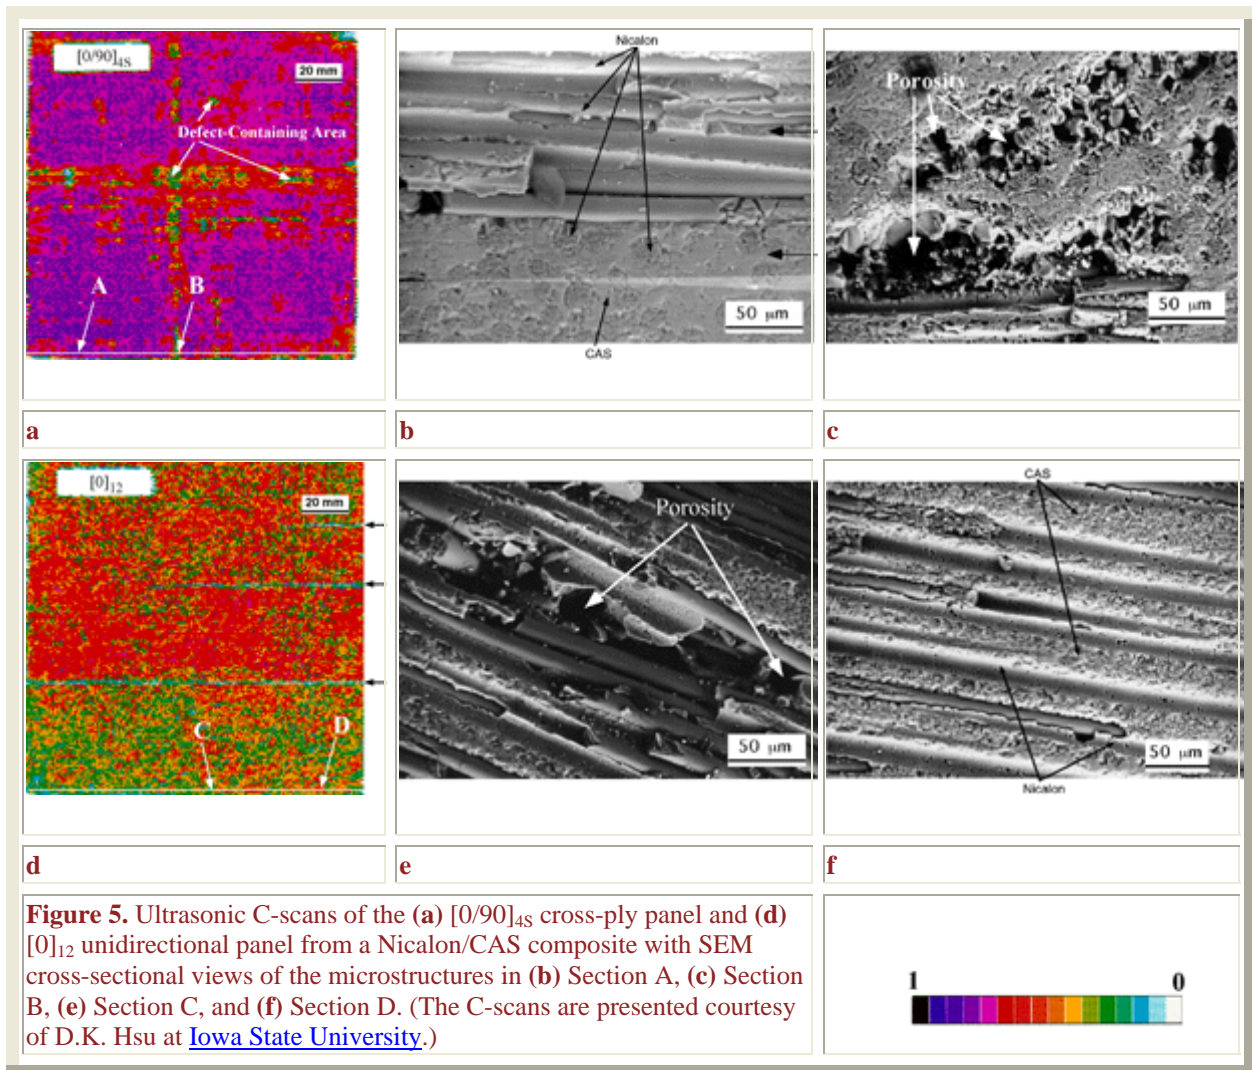 [0/90]4S
20 mm
Defect-Containing Area
A
B
Nicalon
50 μm
CAS
Porosity
50 μm
a
b
c
[0]12
20 mm
C
D
Porosity
50 μm
CAS
50 μm
Nicalon
d
e
f
Figure 5. Ultrasonic C-scans of the (a) [0/90]4S cross-ply panel and (d)
[0]12 unidirectional panel from a Nicalon/CAS composite with SEM
cross-sectional views of the microstructures in (b) Section A, (c) Section
B, (e) Section C, and (f) Section D. (The C-scans are presented courtesy
of D.K. Hsu at Iowa State University.)
1
0